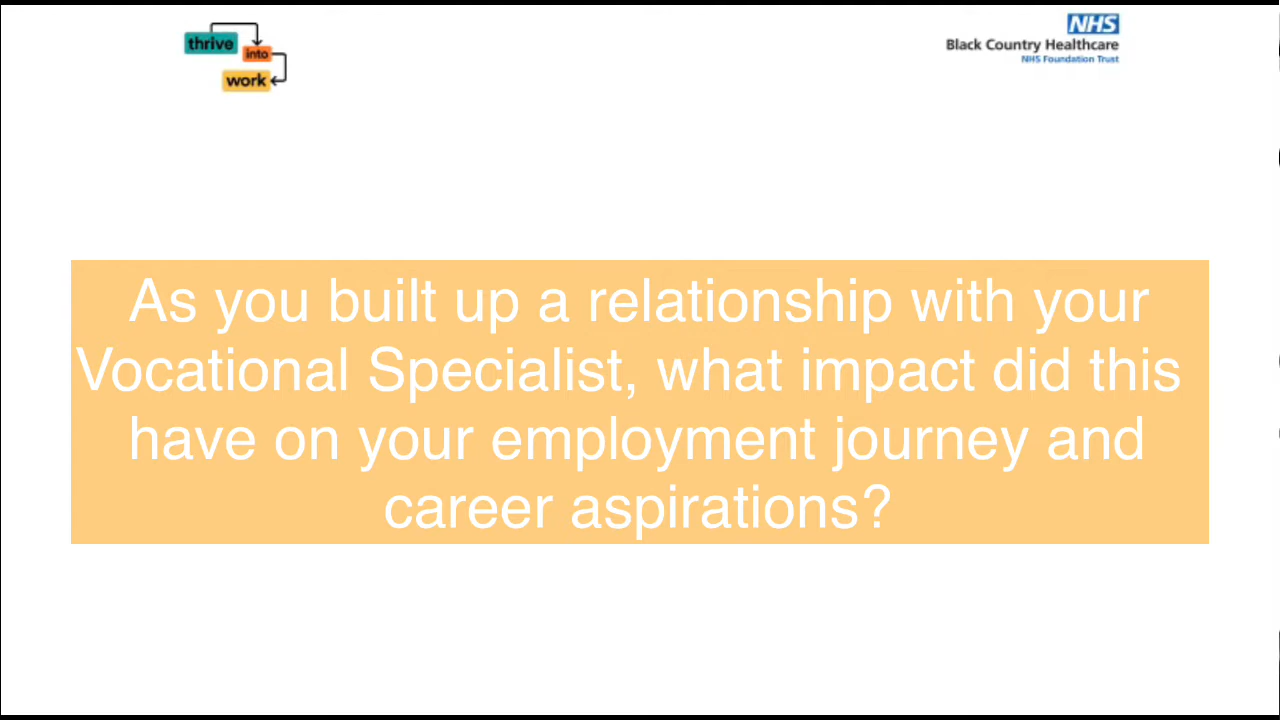 thrive
into
work
NHS
Black Country Healthcare
NHS Foundation Trust
As you built up a relationship with your
Vocational Specialist, what impact did this
have on your employment journey and
career aspirations?